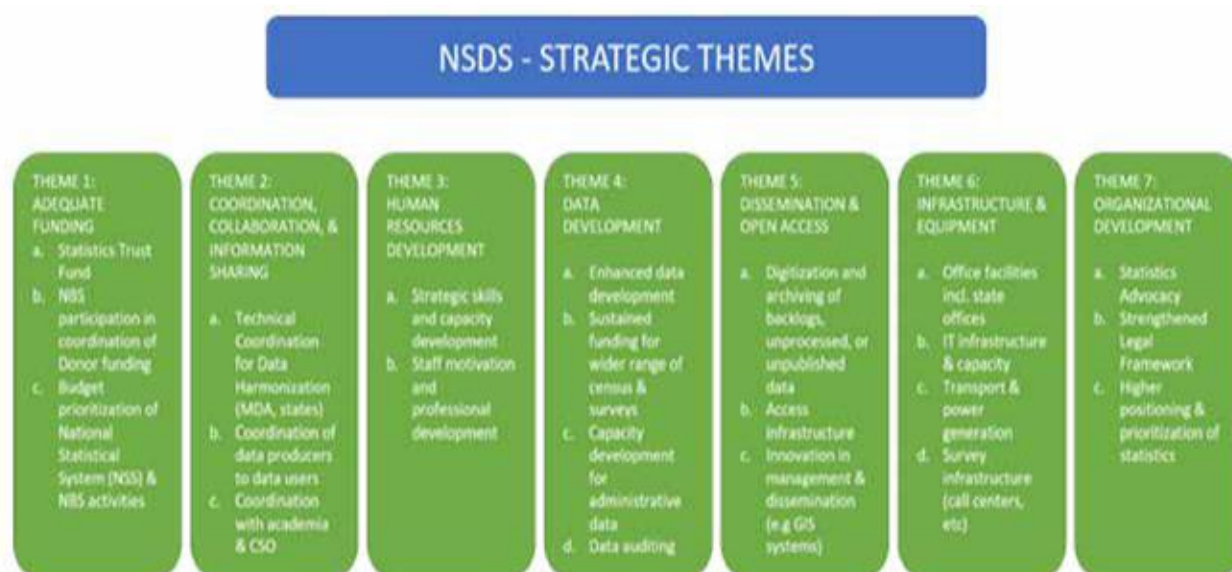 NSDS - STRATEGIC THEMES
THEME 1:
ADEQUATE
FUNDING
a. Statistics Trust
Fund
b. NBS
participation in
coordination of
Donor funding
c. Budget
prioritization of
National
Statistical
System (NSS) &
NBS activities
THEME 2:
COORDINATION,
COLLABORATION, &
INFORMATION
SHARING
a. Technical
Coordination
for Data
Harmonization
(MDA, states)
b. Coordination of
data producers
to data users
c. Coordination
with academia
& CSO
THEME 3:
HUMAN
RESOURCES
DEVELOPMENT
a. Strategic skills
and capacity
development
b. Staff motivation
and
professional
development
THEME 4:
DATA
DEVELOPMENT
a. Enhanced data
development
b. Sustained
funding for
wider range of
census &
surveys
c. Capacity
development
for
administrative
data
d. Data auditing
THEME 5:
DISSEMINATION &
OPEN ACCESS
a. Digitization and
archiving of
backlogs,
unprocessed, or
unpublished
data
b. Access
infrastructure
c. Innovation in
management &
dissemination
(e.g GIS
systems)
THEME 6:
INFRASTRUCTURE &
EQUIPMENT
a. Office facilities
incl. state
offices
b. IT infrastructure
& capacity
c. Transport &
power
generation
d. Survey
infrastructure
(call centers,
etc)
THEME 7:
ORGANIZATIONAL
DEVELOPMENT
a. Statistics
Advocacy
b. Strengthened
Legal
Framework
c. Higher
positioning &
prioritization of
statistics